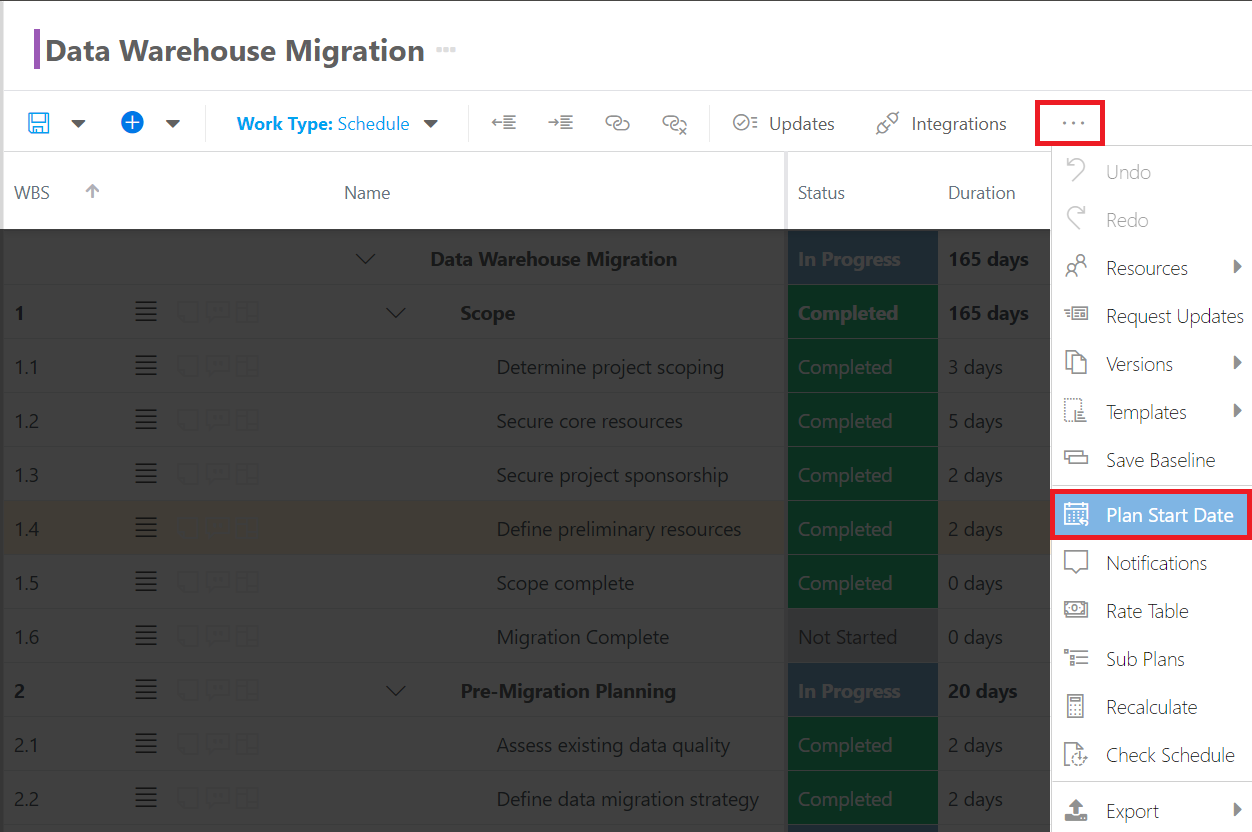 Data Warehouse Migration ...
Work Type: Schedule Updates Integrations ...
WBS Name Status Duration
Data Warehouse Migration In Progress 165 days
1 Scope Completed 165 days
1.1 Determine project scoping Completed 3 days
1.2 Secure core resources Completed 5 days
1.3 Secure project sponsorship Completed 2 days
1.4 Define preliminary resources Completed 2 days
1.5 Scope complete Completed 0 days
1.6 Migration Complete Not Started 0 days
2 Pre-Migration Planning In Progress 20 days
2.1 Assess existing data quality Completed 2 days
2.2 Define data migration strategy Completed 2 days
Undo
Redo
Resources
Request Updates
Versions
Templates
Save Baseline
Plan Start Date
Notifications
Rate Table
Sub Plans
Recalculate
Check Schedule
Export